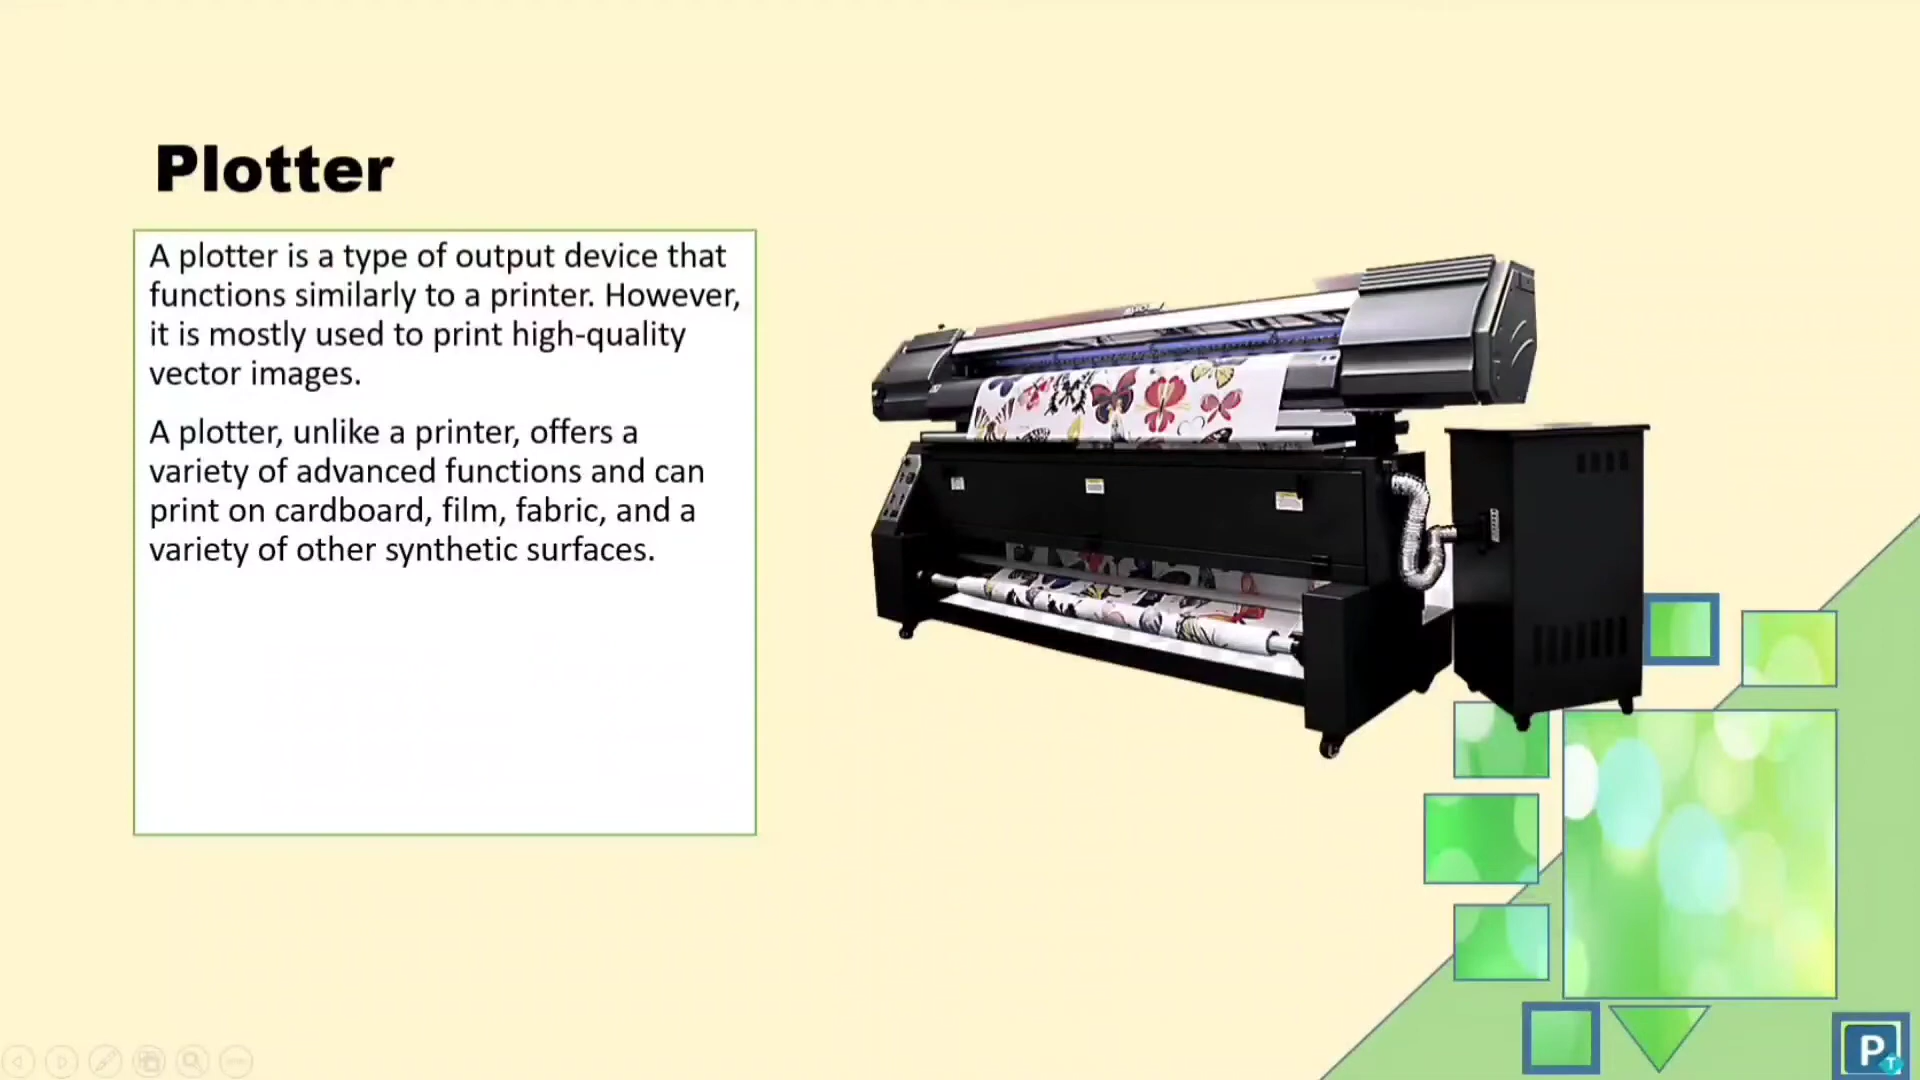 Plotter
A plotter is a type of output device that
functions similarly to a printer. However,
it is mostly used to print high-quality
vector images.
A plotter, unlike a printer, offers a
variety of advanced functions and can
print on cardboard, film, fabric, and a
variety of other synthetic surfaces.
P
T